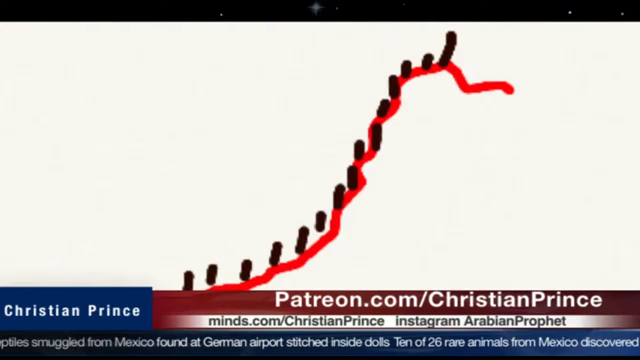 Patreon.com/ChristianPrince
Christian Prince
minds.com/ChristianPrince instagram ArabianProphet
eptiles smuggled from Mexico found at German airport stitched inside dolls Ten of 26 rare animals from Mexico discovered